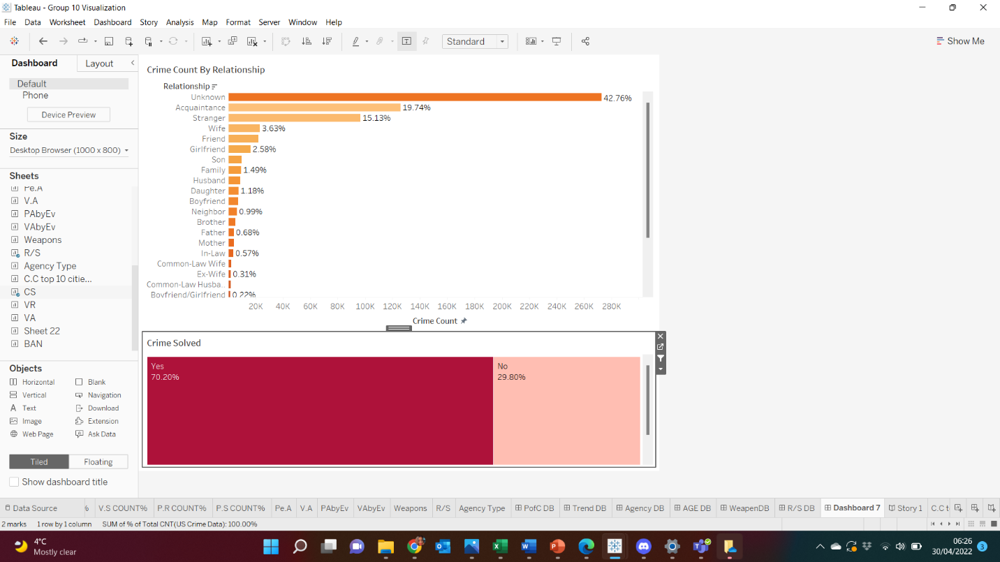 Tableau - Group 10 Visualization
File Data Worksheet Dashboard Story Analysis Map Format Server Window Help
Standard
Show Me
Dashboard
Layout
Default
Phone
Device Preview
Size
Desktop Browser (1000 x 800)
Sheets
Pe.A
V.A
PAbyEv
VAbyEv
Weapons
R/S
Agency Type
C.C top 10 citie...
CS
VR
VA
Sheet 22
BAN
Objects
Horizontal Blank
Vertical Navigation
Text Download
Image Extension
Web Page Ask Data
Tiled Floating
Show dashboard title
Crime Count By Relationship
Relationship
Unknown 42.76%
Acquaintance 19.74%
Stranger 15.13%
Wife 3.63%
Friend
Girlfriend 2.58%
Son
Family 1.49%
Husband
Daughter 1.18%
Boyfriend
Neighbor 0.99%
Brother
Father 0.68%
Mother
In-Law 0.57%
Common-Law Wife
Ex-Wife 0.31%
Common-Law Husba..
Boyfriend/Girlfriend 0.22%
20K 40K 60K 80K 100K 120K 140K 160K 180K 200K 220K 240K 260K 280K
Crime Count
Crime Solved
Yes
70.20%
No
29.80%
Data Source % V.S COUNT% P.R COUNT% P.S COUNT% Pe.A V.A PAbyEv VAbyEv Weapons R/S Agency Type PofC DB Trend DB Agency DB AGE DB WeapenDB R/S DB Dashboard 7 Story 1 C.C t
2 marks 1 row by 1 column SUM of % of Total CNT(US Crime Data): 100.00%
4°C
Mostly clear
06:26
30/04/2022
3